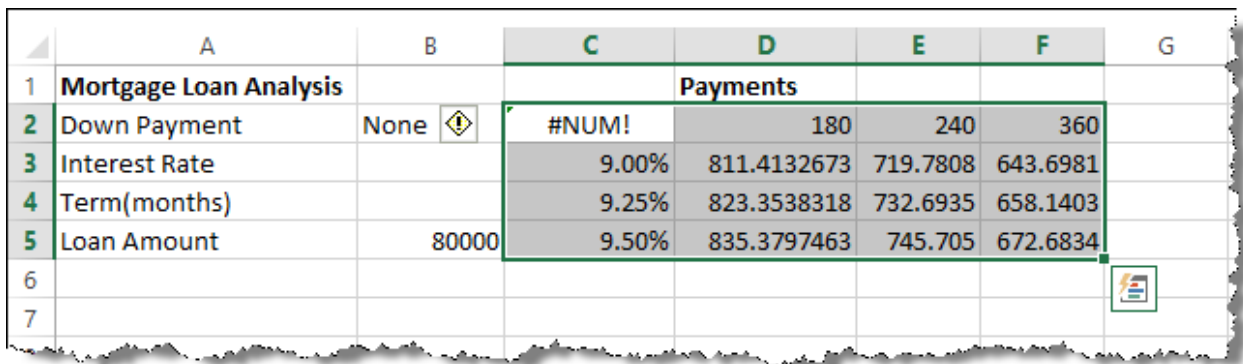 A B C D E F G
1 Mortgage Loan Analysis Payments
2 Down Payment None #NUM! 180 240 360
3 Interest Rate 9.00% 811.4132673 719.7808 643.6981
4 Term(months) 9.25% 823.3538318 732.6935 658.1403
5 Loan Amount 80000 9.50% 835.3797463 745.705 672.6834
6
7